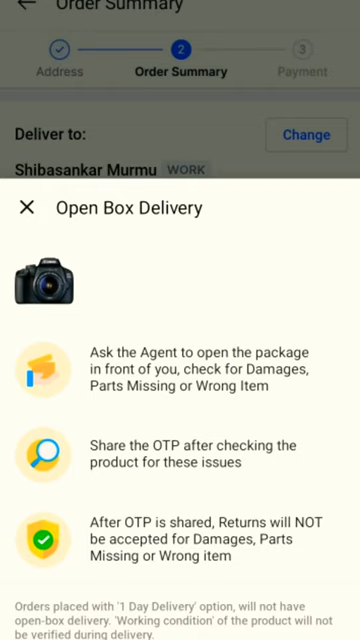 Order Summary
2
3
Address
Order Summary
Payment
Deliver to:
Change
Shibasankar Murmu WORK
Open Box Delivery
Ask the Agent to open the package
in front of you, check for Damages,
Parts Missing or Wrong Item
Share the OTP after checking the
product for these issues
After OTP is shared, Returns will NOT
be accepted for Damages, Parts
Missing or Wrong item
Orders placed with '1 Day Delivery' option, will not have
open-box delivery. 'Working condition' of the product will not
be verified during delivery.